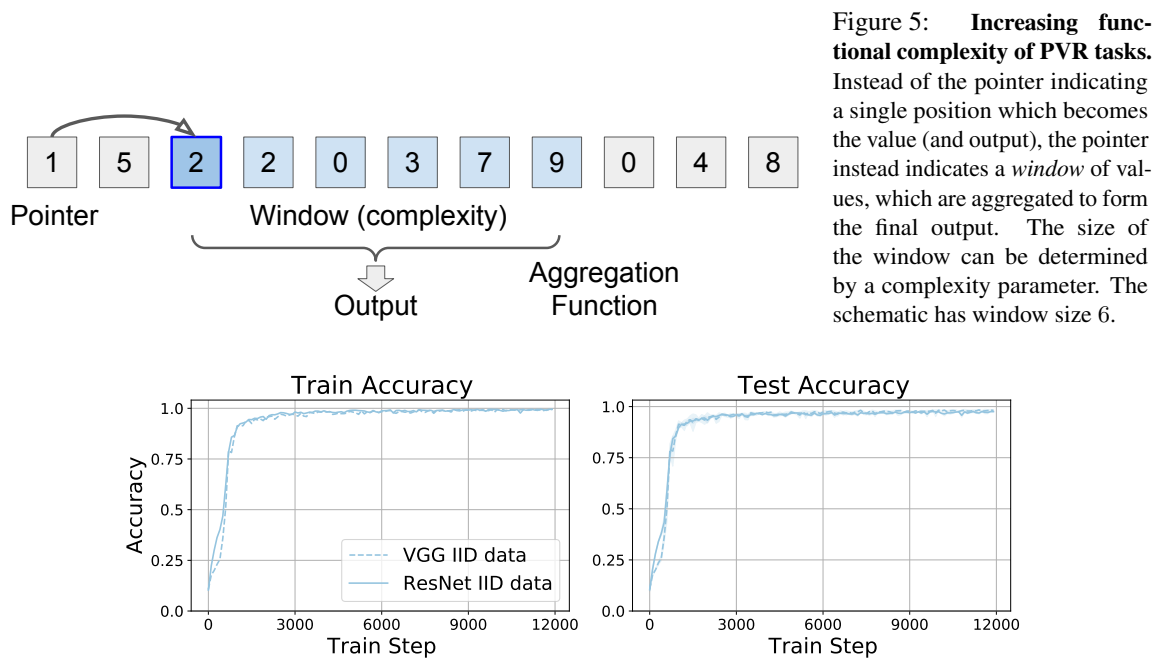 1 5 2 2 0 3 7 9 0 4 8
Pointer
Window (complexity)
Output
Aggregation
Function
Figure 5: Increasing func-
tional complexity of PVR tasks.
Instead of the pointer indicating
a single position which becomes
the value (and output), the pointer
instead indicates a window of val-
ues, which are aggregated to form
the final output. The size of
the window can be determined
by a complexity parameter. The
schematic has window size 6.
Train Accuracy
Accuracy
1.0
0.75
0.5
0.25
0.0
VGG IID data
ResNet IID data
0 3000 6000 9000 12000
Train Step
Test Accuracy
1.0
0.75
0.5
0.25
0.0
0 3000 6000 9000 12000
Train Step